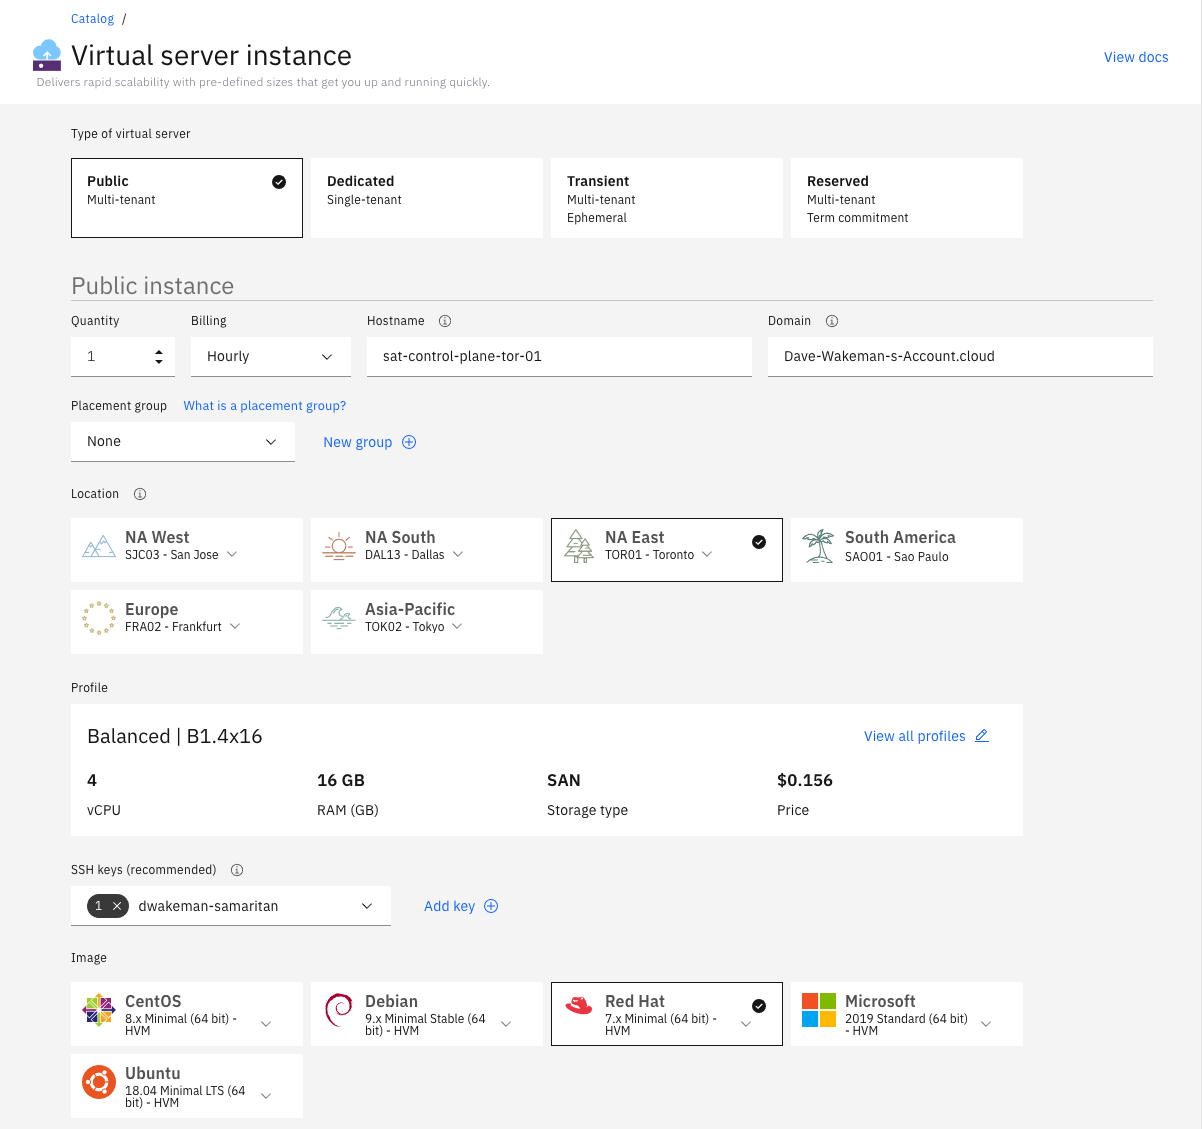 Catalog /
Virtual server instance
View docs
Delivers rapid scalability with pre-defined sizes that get you up and running quickly.
Type of virtual server
Public
Multi-tenant
Dedicated
Single-tenant
Transient
Multi-tenant
Ephemeral
Reserved
Multi-tenant
Term commitment
Public instance
Quantity
Billing
Hostname
Domain
1
Hourly
sat-control-plane-tor-01
Dave-Wakeman-s-Account.cloud
Placement group What is a placement group?
None
New group
Location
NA West
SJC03 - San Jose
NA South
DAL13 - Dallas
NA East
TOR01 - Toronto
South America
SAO01 - Sao Paulo
Europe
FRA02 - Frankfurt
Asia-Pacific
TOK02 - Tokyo
Profile
Balanced | B1.4x16
View all profiles
4
vCPU
16 GB
RAM (GB)
SAN
Storage type
$0.156
Price
SSH keys (recommended)
1 dwakeman-samaritan
Add key
Image
CentOS
8.x Minimal (64 bit) -
HVM
Debian
9.x Minimal Stable (64
bit) - HVM
Red Hat
7.x Minimal (64 bit) -
HVM
Microsoft
2019 Standard (64 bit)
- HVM
Ubuntu
18.04 Minimal LTS (64
bit) - HVM